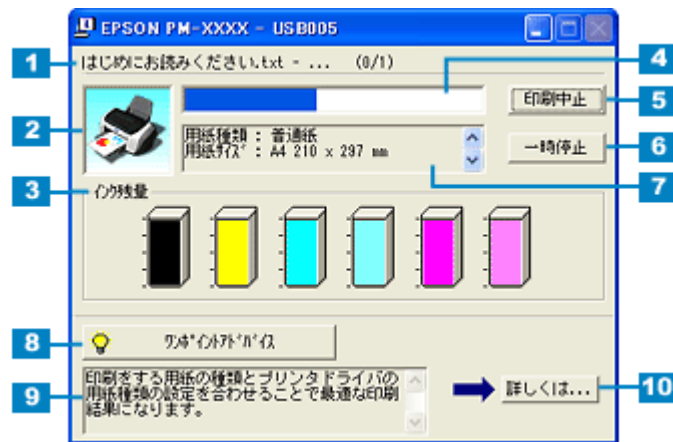 EPSON PM-XXXX - USB005
1
はじめにお読みください.txt - ... (0/1)
4
2
印刷中止
5
用紙種類 : 普通紙
用紙ｻｲｽﾞ : A4 210 x 297 mm
一時停止
6
7
3
ｲﾝｸ残量
8
ﾜﾝﾎﾟｲﾝﾄｱﾄﾞﾊﾞｲｽ
9
印刷をする用紙の種類とプリンタドライバの
用紙種類の設定を合わせることで最適な印刷
結果になります。
詳しくは...
10